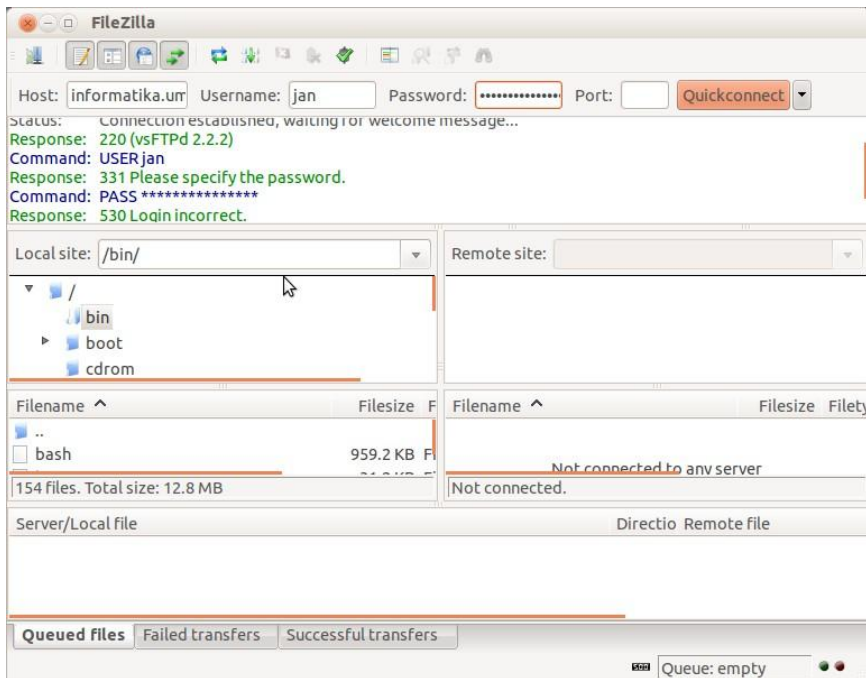 FileZilla
Host: informatika.um Username: jan Password: ••••••••••••••• Port: Quickconnect
Status: Connection established, waiting for welcome message...
Response: 220 (vsFTPd 2.2.2)
Command: USER jan
Response: 331 Please specify the password.
Command: PASS ***************
Response: 530 Login incorrect.
Local site: /bin/ Remote site:
/
bin
boot
cdrom
Filename Filesize F Filename Filesize Filety
..
bash 959.2 KB Fi
Not connected to any server
154 files. Total size: 12.8 MB Not connected.
Server/Local file Directio Remote file
Queued files Failed transfers Successful transfers
Queue: empty